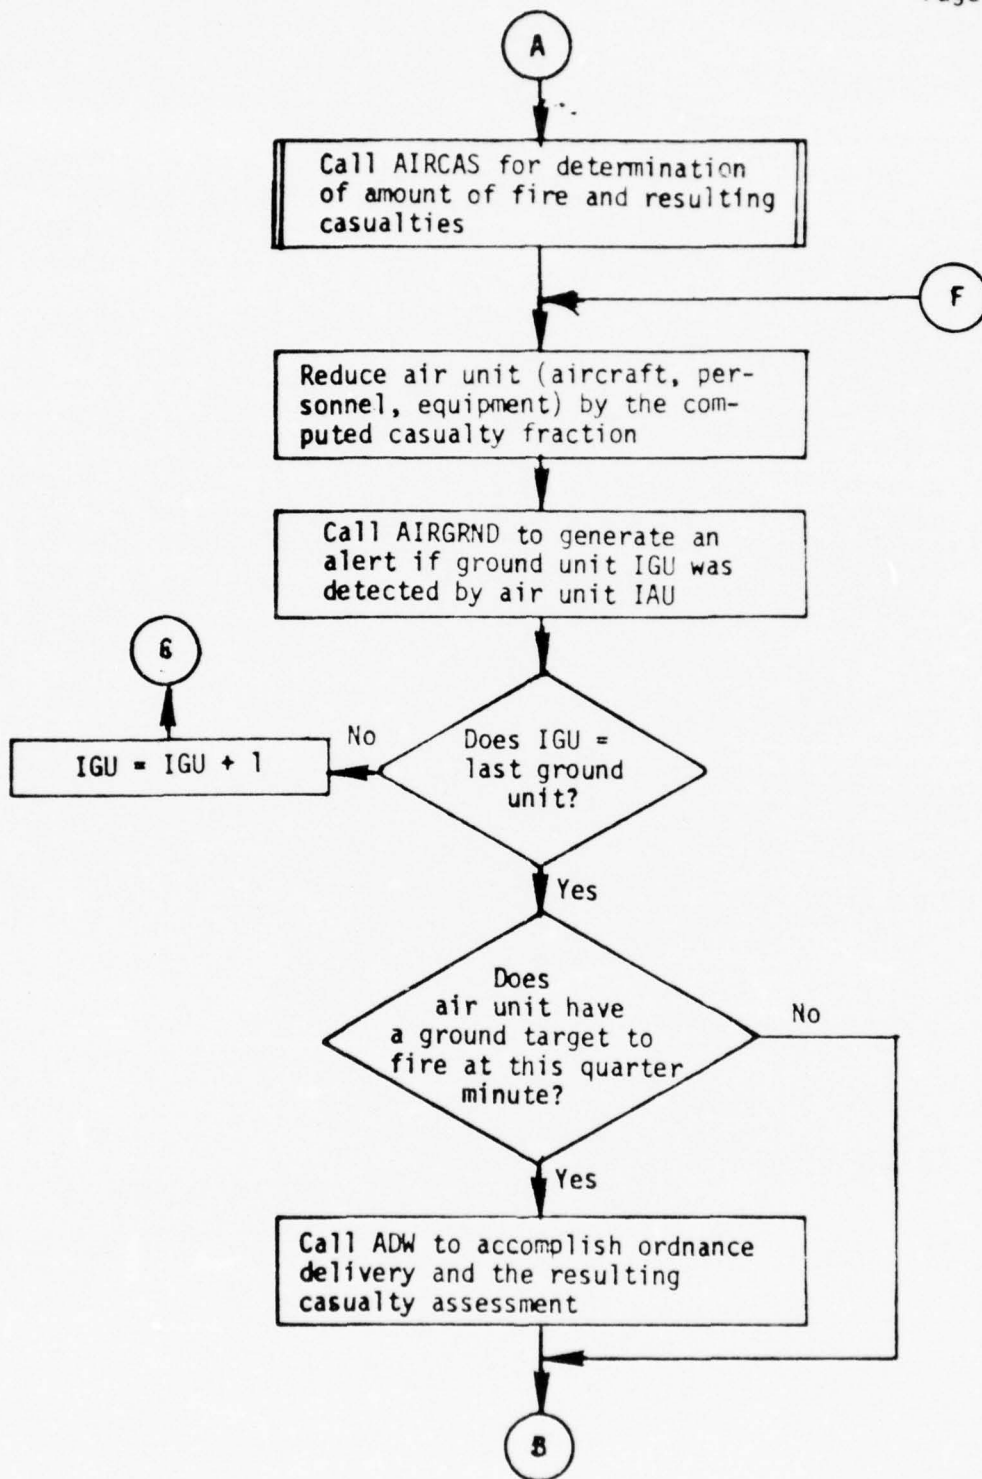 A
Call AIRCAS for determination
of amount of fire and resulting
casualties
F
Reduce air unit (aircraft, per-
sonnel, equipment) by the com-
puted casualty fraction
Call AIRGRND to generate an
alert if ground unit IGU was
detected by air unit IAU
No
IGU = IGU + 1
Does IGU =
last ground
unit?
Yes
Does
air unit have
a ground target to
fire at this quarter
minute?
No
Yes
Call ADW to accomplish ordnance
delivery and the resulting
casualty assessment
B